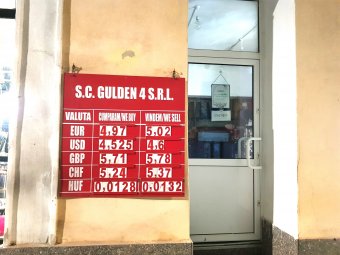 S.C. GULDEN 4 S.R.L.
VALUTA CUMPARAM/WE BUY VINDEM/WE SELL
EUR 4.97 5.02
USD 4.525 4.6
GBP 5.71 5.78
CHF 5.24 5.37
HUF 0.0128 0.0132